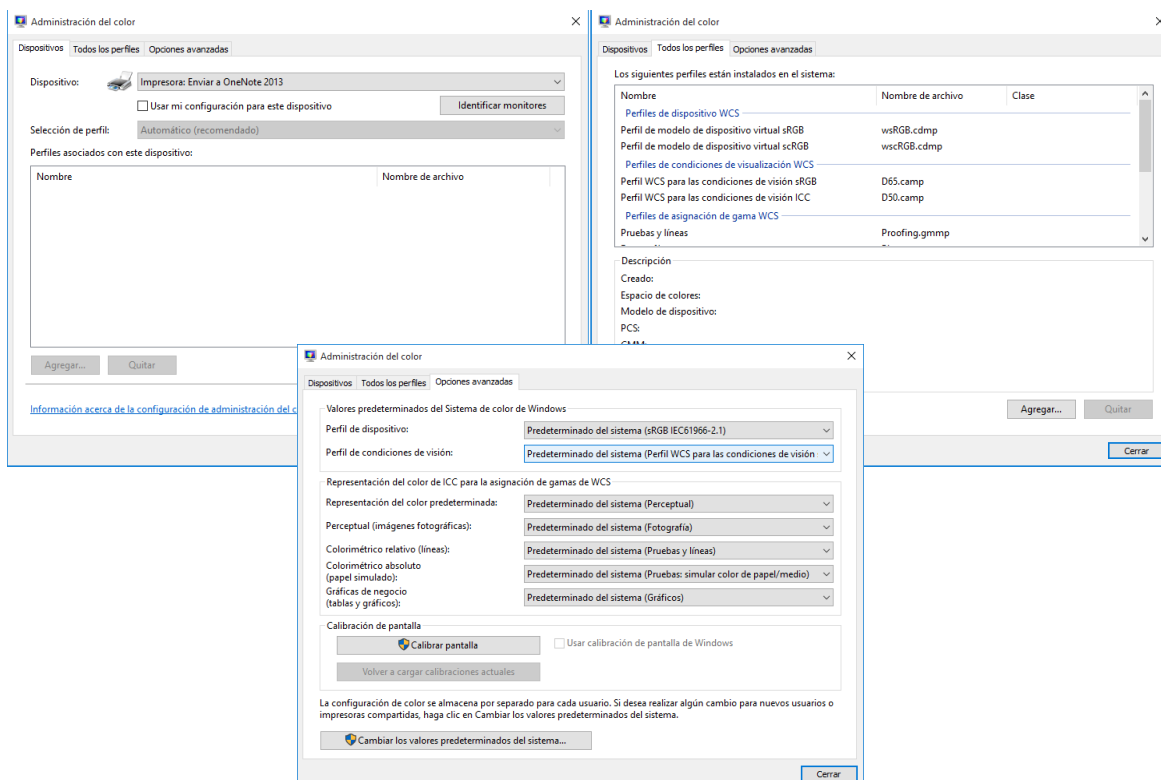 Administración del color
Dispositivos Todos los perfiles Opciones avanzadas
Dispositivo: Impresora: Enviar a OneNote 2013
Usar mi configuración para este dispositivo Identificar monitores
Selección de perfil: Automático (recomendado)
Perfiles asociados con este dispositivo:
Nombre Nombre de archivo
Agregar... Quitar
Información acerca de la configuración de administración del c
Administración del color
Dispositivos Todos los perfiles Opciones avanzadas
Los siguientes perfiles están instalados en el sistema:
Nombre Nombre de archivo Clase
Perfiles de dispositivo WCS
Perfil de modelo de dispositivo virtual sRGB wsRGB.cdmp
Perfil de modelo de dispositivo virtual scRGB wscRGB.cdmp
Perfiles de condiciones de visualización WCS
Perfil WCS para las condiciones de visión sRGB D65.camp
Perfil WCS para las condiciones de visión ICC D50.camp
Perfiles de asignación de gama WCS
Pruebas y líneas Proofing.gmmp
Descripción
Creado:
Espacio de colores:
Modelo de dispositivo:
PCS:
Agregar... Quitar
Cerrar
Administración del color
Dispositivos Todos los perfiles Opciones avanzadas
Valores predeterminados del Sistema de color de Windows
Perfil de dispositivo: Predeterminado del sistema (sRGB IEC61966-2.1)
Perfil de condiciones de visión: Predeterminado del sistema (Perfil WCS para las condiciones de visión
Representación del color de ICC para la asignación de gamas de WCS
Representación del color predeterminada: Predeterminado del sistema (Perceptual)
Perceptual (imágenes fotográficas): Predeterminado del sistema (Fotografía)
Colorimétrico relativo (líneas): Predeterminado del sistema (Pruebas y líneas)
Colorimétrico absoluto
(papel simulado): Predeterminado del sistema (Pruebas: simular color de papel/medio)
Gráficas de negocio
(tablas y gráficos): Predeterminado del sistema (Gráficos)
Calibración de pantalla
Calibrar pantalla Usar calibración de pantalla de Windows
Volver a cargar calibraciones actuales
La configuración de color se almacena por separado para cada usuario. Si desea realizar algún cambio para nuevos usuarios o
impresoras compartidas, haga clic en Cambiar los valores predeterminados del sistema.
Cambiar los valores predeterminados del sistema...
Cerrar